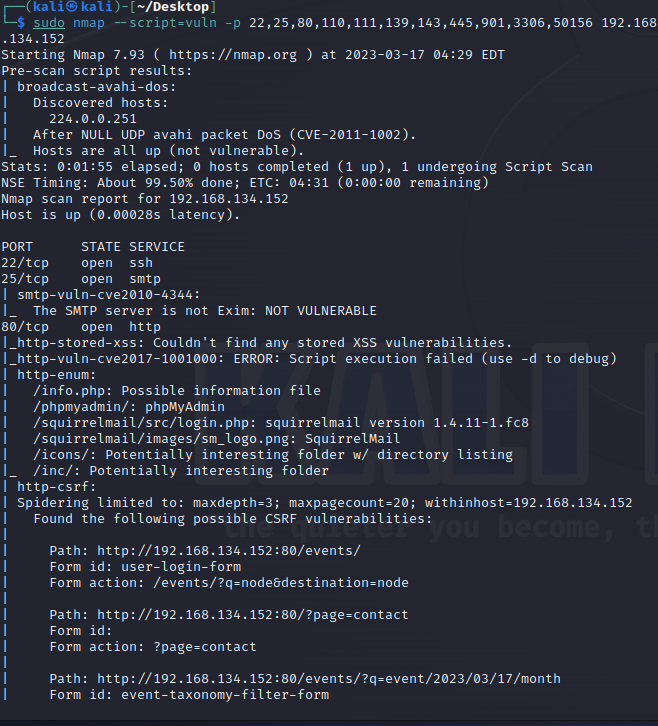 ┌──(kali㉿kali)-[~/Desktop]
└─$ sudo nmap --script=vuln -p 22,25,80,110,111,139,143,445,901,3306,50156 192.168
.134.152
Starting Nmap 7.93 ( https://nmap.org ) at 2023-03-17 04:29 EDT
Pre-scan script results:
| broadcast-avahi-dos:
|   Discovered hosts:
|     224.0.0.251
|   After NULL UDP avahi packet DoS (CVE-2011-1002).
|_  Hosts are all up (not vulnerable).
Stats: 0:01:55 elapsed; 0 hosts completed (1 up), 1 undergoing Script Scan
NSE Timing: About 99.50% done; ETC: 04:31 (0:00:00 remaining)
Nmap scan report for 192.168.134.152
Host is up (0.00028s latency).

PORT      STATE SERVICE
22/tcp    open  ssh
25/tcp    open  smtp
| smtp-vuln-cve2010-4344:
|_  The SMTP server is not Exim: NOT VULNERABLE
80/tcp    open  http
|_http-stored-xss: Couldn't find any stored XSS vulnerabilities.
|_http-vuln-cve2017-1001000: ERROR: Script execution failed (use -d to debug)
| http-enum:
|   /info.php: Possible information file
|   /phpmyadmin/: phpMyAdmin
|   /squirrelmail/src/login.php: squirrelmail version 1.4.11-1.fc8
|   /squirrelmail/images/sm_logo.png: SquirrelMail
|   /icons/: Potentially interesting folder w/ directory listing
|_  /inc/: Potentially interesting folder
| http-csrf:
| Spidering limited to: maxdepth=3; maxpagecount=20; withinhost=192.168.134.152
|   Found the following possible CSRF vulnerabilities:
|
|     Path: http://192.168.134.152:80/events/
|     Form id: user-login-form
|     Form action: /events/?q=node&destination=node
|
|     Path: http://192.168.134.152:80/?page=contact
|     Form id:
|     Form action: ?page=contact
|
|     Path: http://192.168.134.152:80/events/?q=event/2023/03/17/month
|     Form id: event-taxonomy-filter-form
KALI
the quieter you become, th